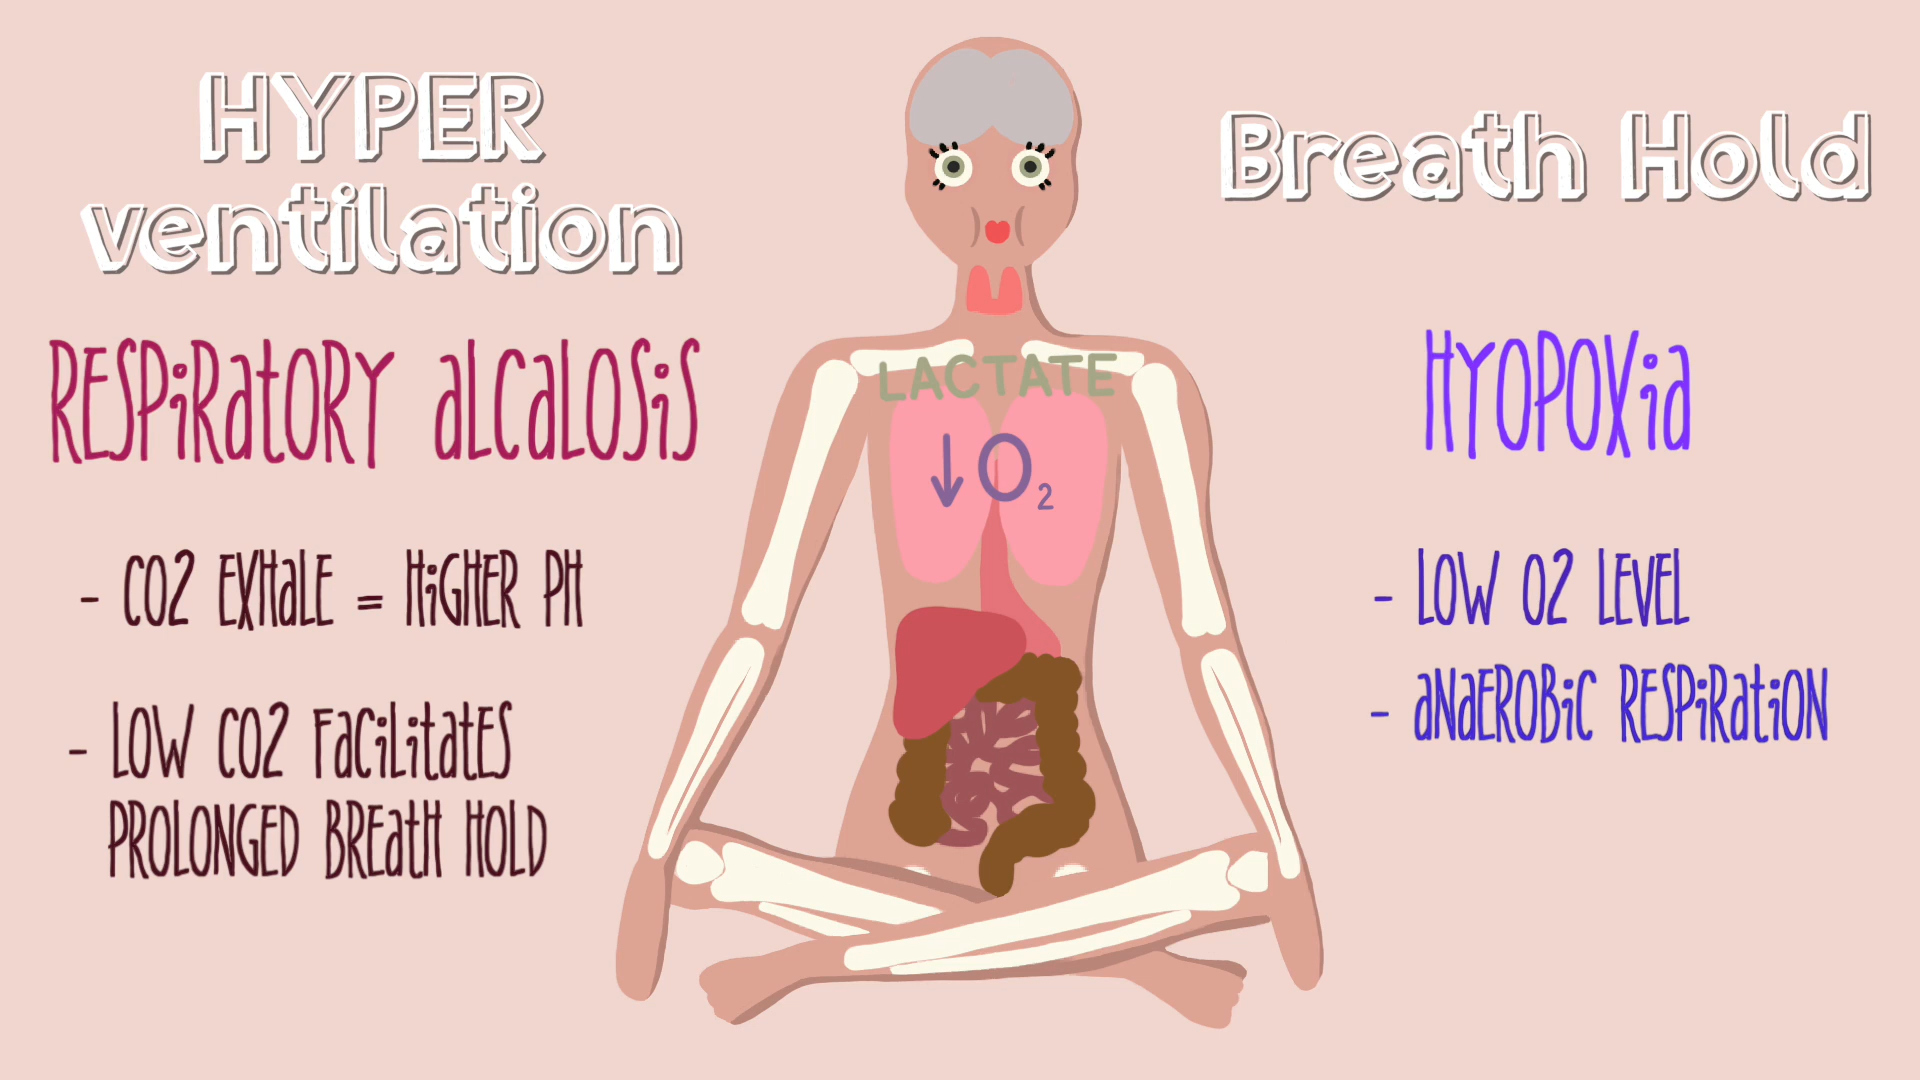 HYPER
ventilation
RESPiRatORY alcalOSiS
- CO2 EXHALE = HiGHER PH
- LOW CO2 FaCiLitatES
PROLONGED BREatH HOLD
LACTATE
↓O₂
Breath Hold
HYOPOXia
- LOW O2 LEVEL
- aNaEROBiC RESPiRatiON